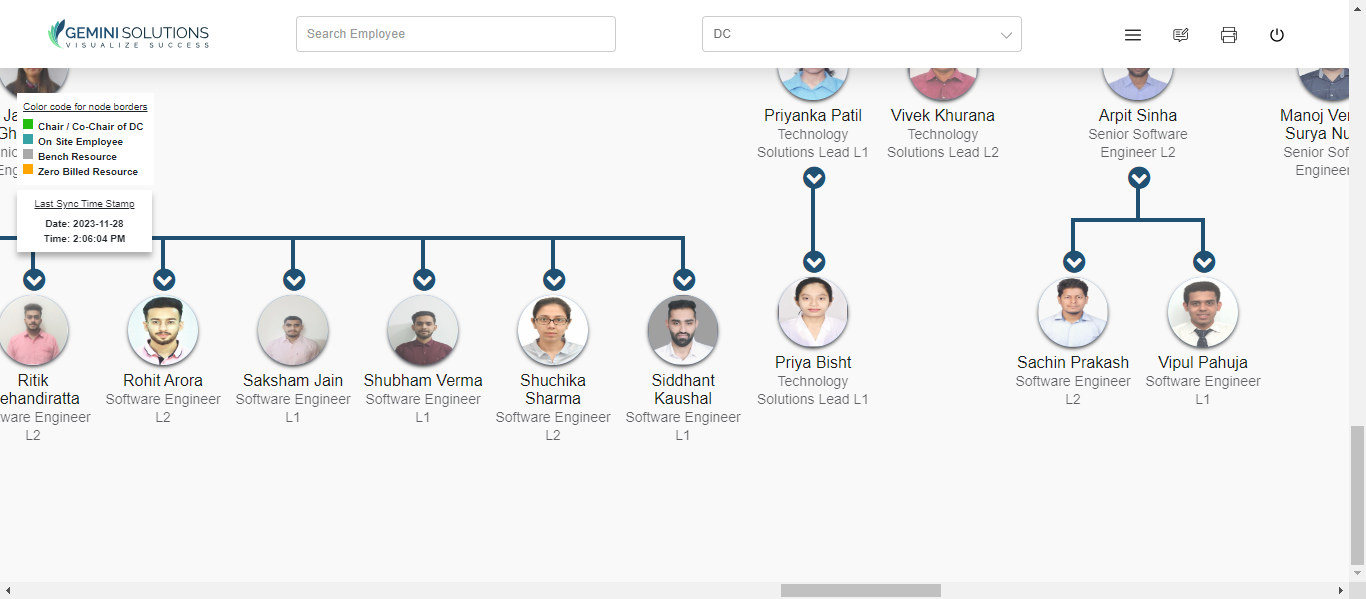 GEMINI SOLUTIONS
VISUALIZE SUCCESS
Search Employee
DC
Color code for node borders
Chair / Co-Chair of DC
On Site Employee
Bench Resource
Zero Billed Resource
Last Sync Time Stamp
Date: 2023-11-28
Time: 2:06:04 PM
Priyanka Patil
Technology
Solutions Lead L1
Vivek Khurana
Technology
Solutions Lead L2
Arpit Sinha
Senior Software
Engineer L2
Manoj Ve
Surya Nu
Senior Sof
Engineer
Ritik
ehandiratta
ware Engineer
L2
Rohit Arora
Software Engineer
L2
Saksham Jain
Software Engineer
L1
Shubham Verma
Software Engineer
L1
Shuchika
Sharma
Software Engineer
L2
Siddhant
Kaushal
Software Engineer
L1
Priya Bisht
Technology
Solutions Lead L1
Sachin Prakash
Software Engineer
L2
Vipul Pahuja
Software Engineer
L1